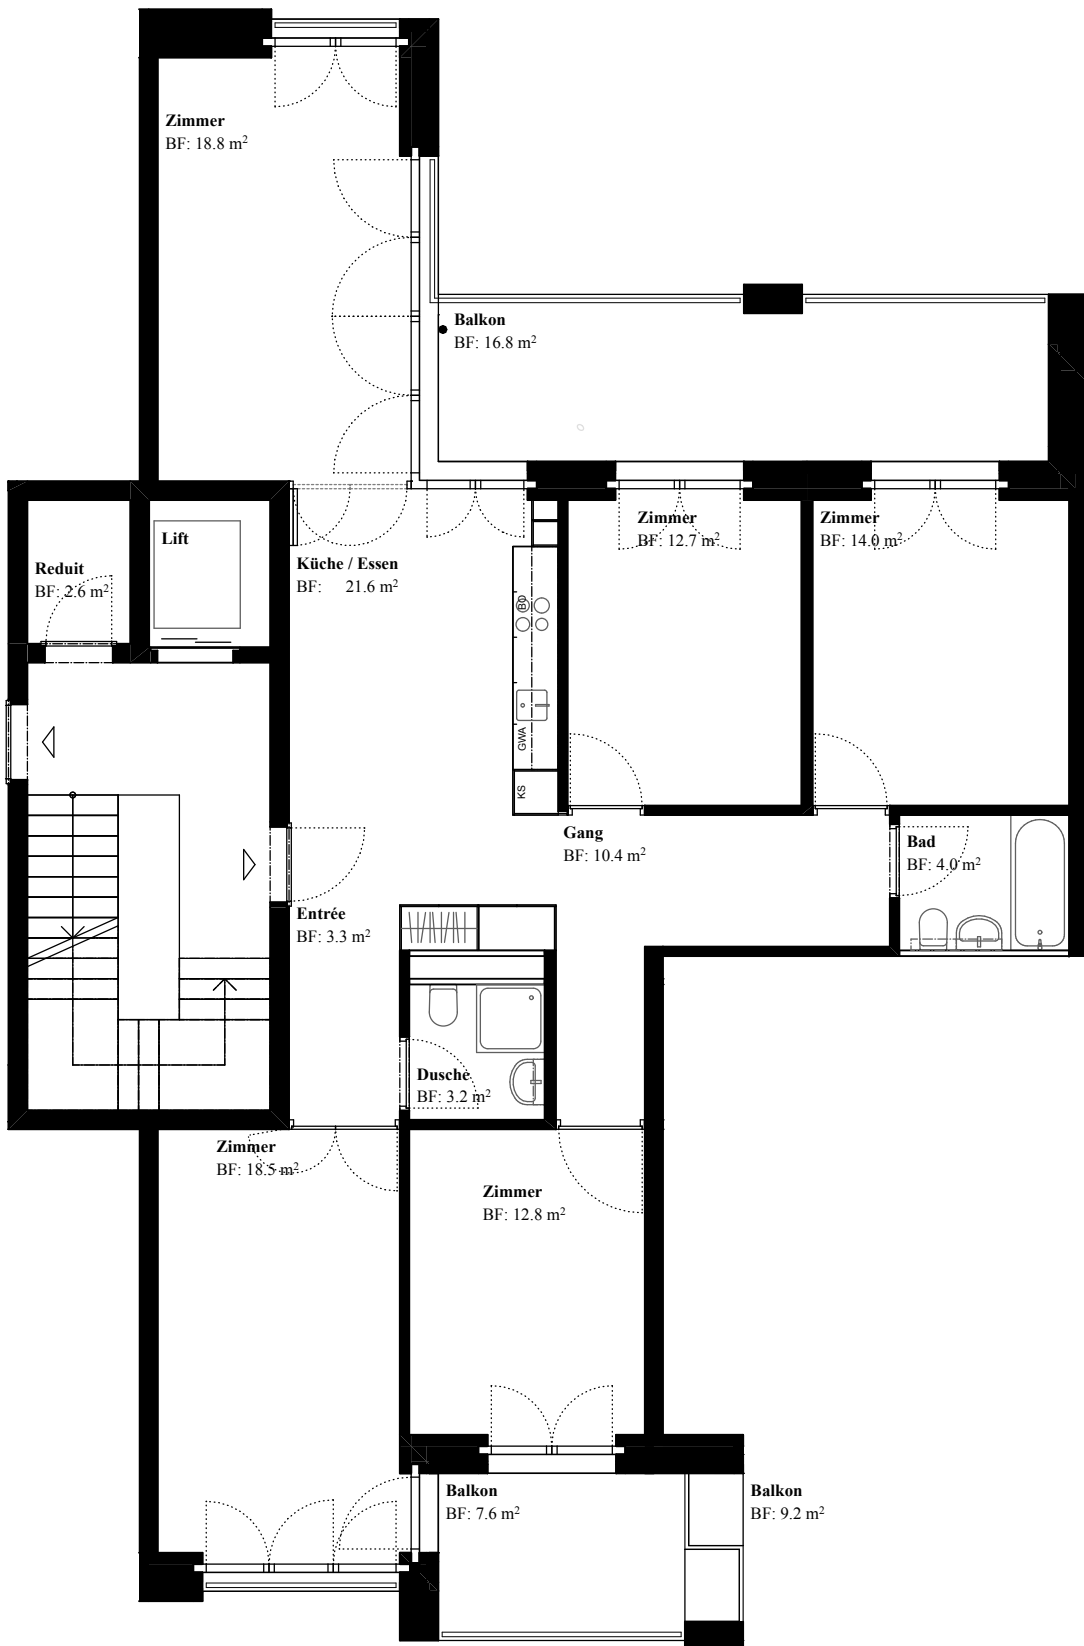 Zimmer
BF: 18.8 m²
Balkon
BF: 16.8 m²
Zimmer
BF: 12.7 m²
Zimmer
BF: 14.0 m²
Lift
Reduit
BF: 2.6 m²
Küche / Essen
BF: 21.6 m²
BO
GWA
KS
Gang
BF: 10.4 m²
Bad
BF: 4.0 m²
Entrée
BF: 3.3 m²
Dusche
BF: 3.2 m²
Zimmer
BF: 18.5 m²
Zimmer
BF: 12.8 m²
Balkon
BF: 7.6 m²
Balkon
BF: 9.2 m²